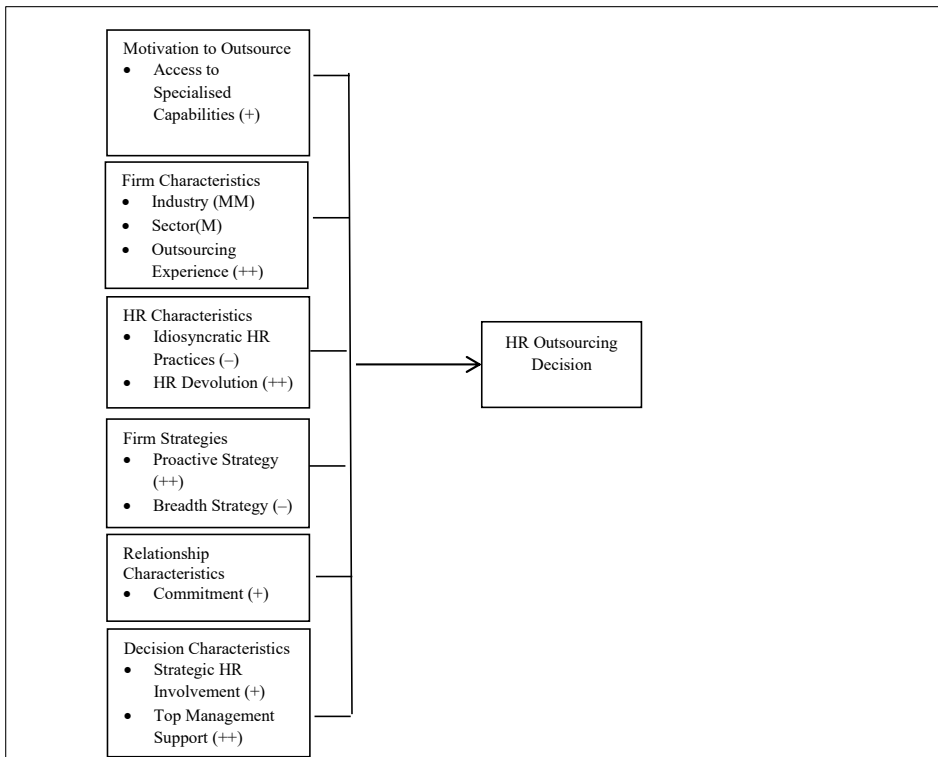 Motivation to Outsource
• Access to
Specialised
Capabilities (+)
Firm Characteristics
• Industry (MM)
• Sector(M)
• Outsourcing
Experience (++)
HR Characteristics
• Idiosyncratic HR
Practices (–)
• HR Devolution (++)
Firm Strategies
• Proactive Strategy
(++)
• Breadth Strategy (–)
Relationship
Characteristics
• Commitment (+)
Decision Characteristics
• Strategic HR
Involvement (+)
• Top Management
Support (++)
HR Outsourcing
Decision